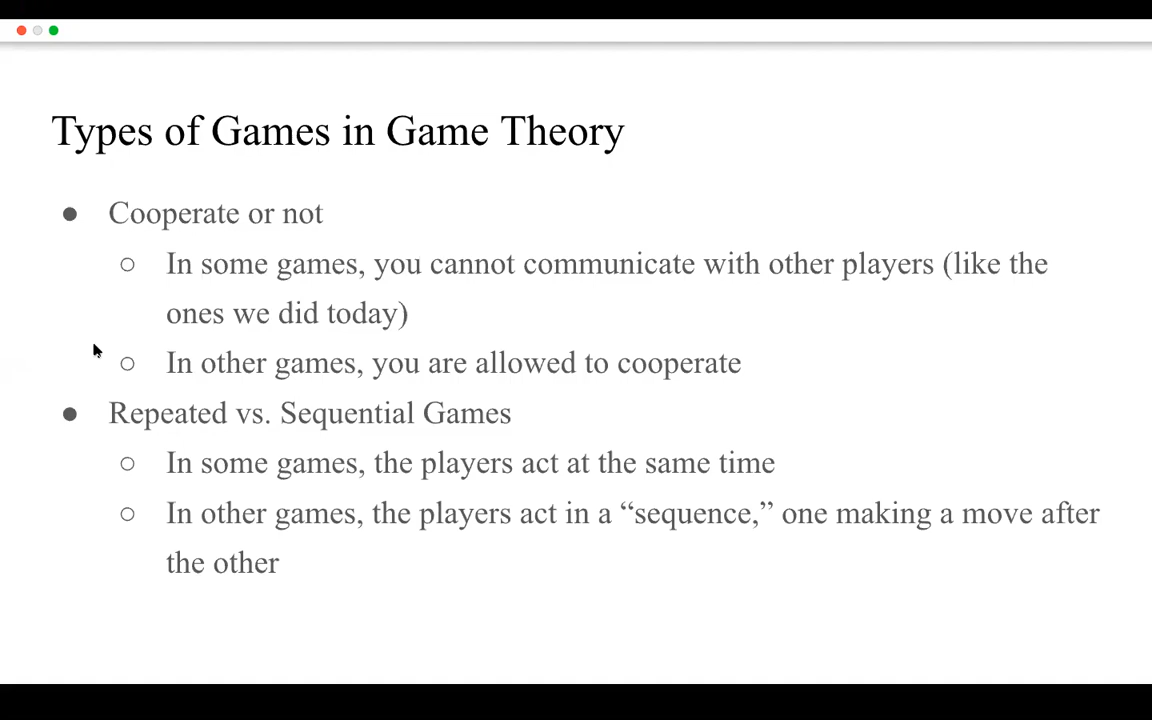 Types of Games in Game Theory
● Cooperate or not
○ In some games, you cannot communicate with other players (like the
ones we did today)
○ In other games, you are allowed to cooperate
● Repeated vs. Sequential Games
○ In some games, the players act at the same time
○ In other games, the players act in a “sequence,” one making a move after
the other